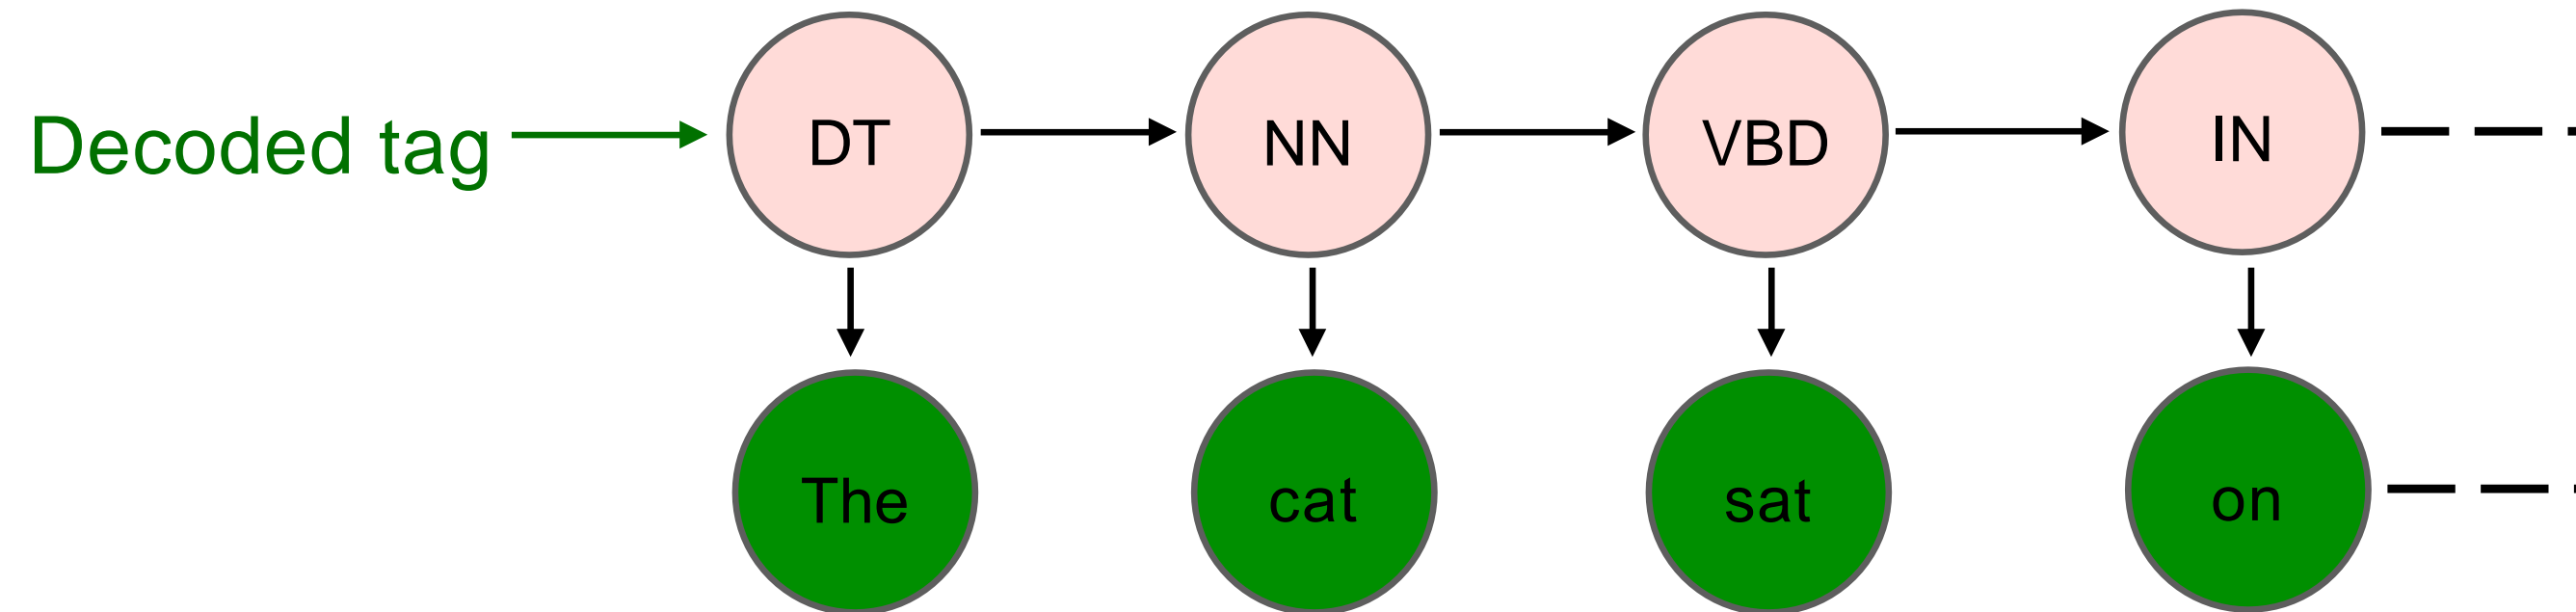 Decoded tag DT NN VBD IN
The cat sat on